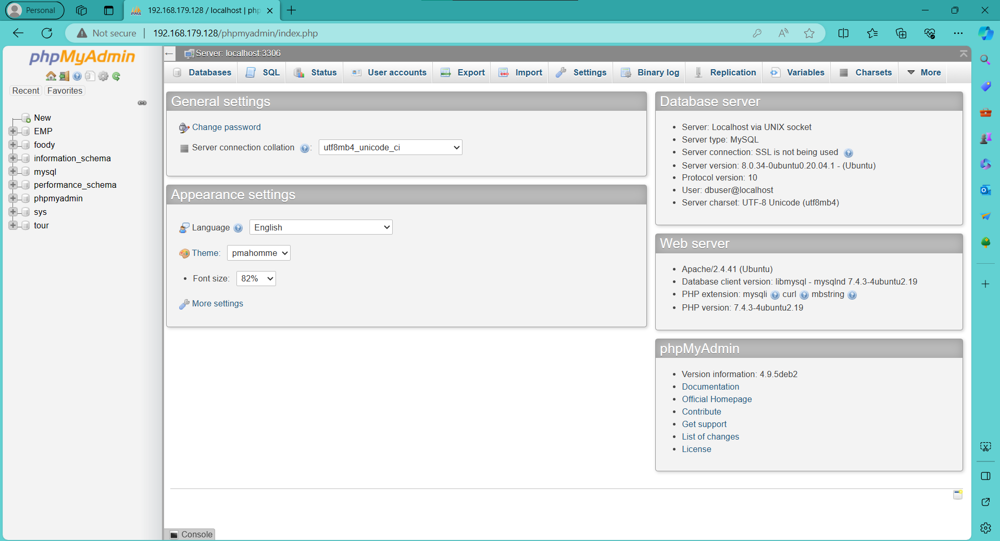 Personal
192.168.179.128 / localhost | php
Not secure
192.168.179.128/phpmyadmin/index.php
phpMyAdmin
Recent
Favorites
New
EMP
foody
information_schema
mysql
performance_schema
phpmyadmin
sys
tour
Server: localhost:3306
Databases
SQL
Status
User accounts
Export
Import
Settings
Binary log
Replication
Variables
Charsets
More
General settings
Change password
Server connection collation :
utf8mb4_unicode_ci
Appearance settings
Language
English
Theme:
pmahomme
Font size:
82%
More settings
Database server
Server: Localhost via UNIX socket
Server type: MySQL
Server connection: SSL is not being used
Server version: 8.0.34-0ubuntu0.20.04.1 - (Ubuntu)
Protocol version: 10
User: dbuser@localhost
Server charset: UTF-8 Unicode (utf8mb4)
Web server
Apache/2.4.41 (Ubuntu)
Database client version: libmysql - mysqlnd 7.4.3-4ubuntu2.19
PHP extension: mysqli curl mbstring
PHP version: 7.4.3-4ubuntu2.19
phpMyAdmin
Version information: 4.9.5deb2
Documentation
Official Homepage
Contribute
Get support
List of changes
License
Console